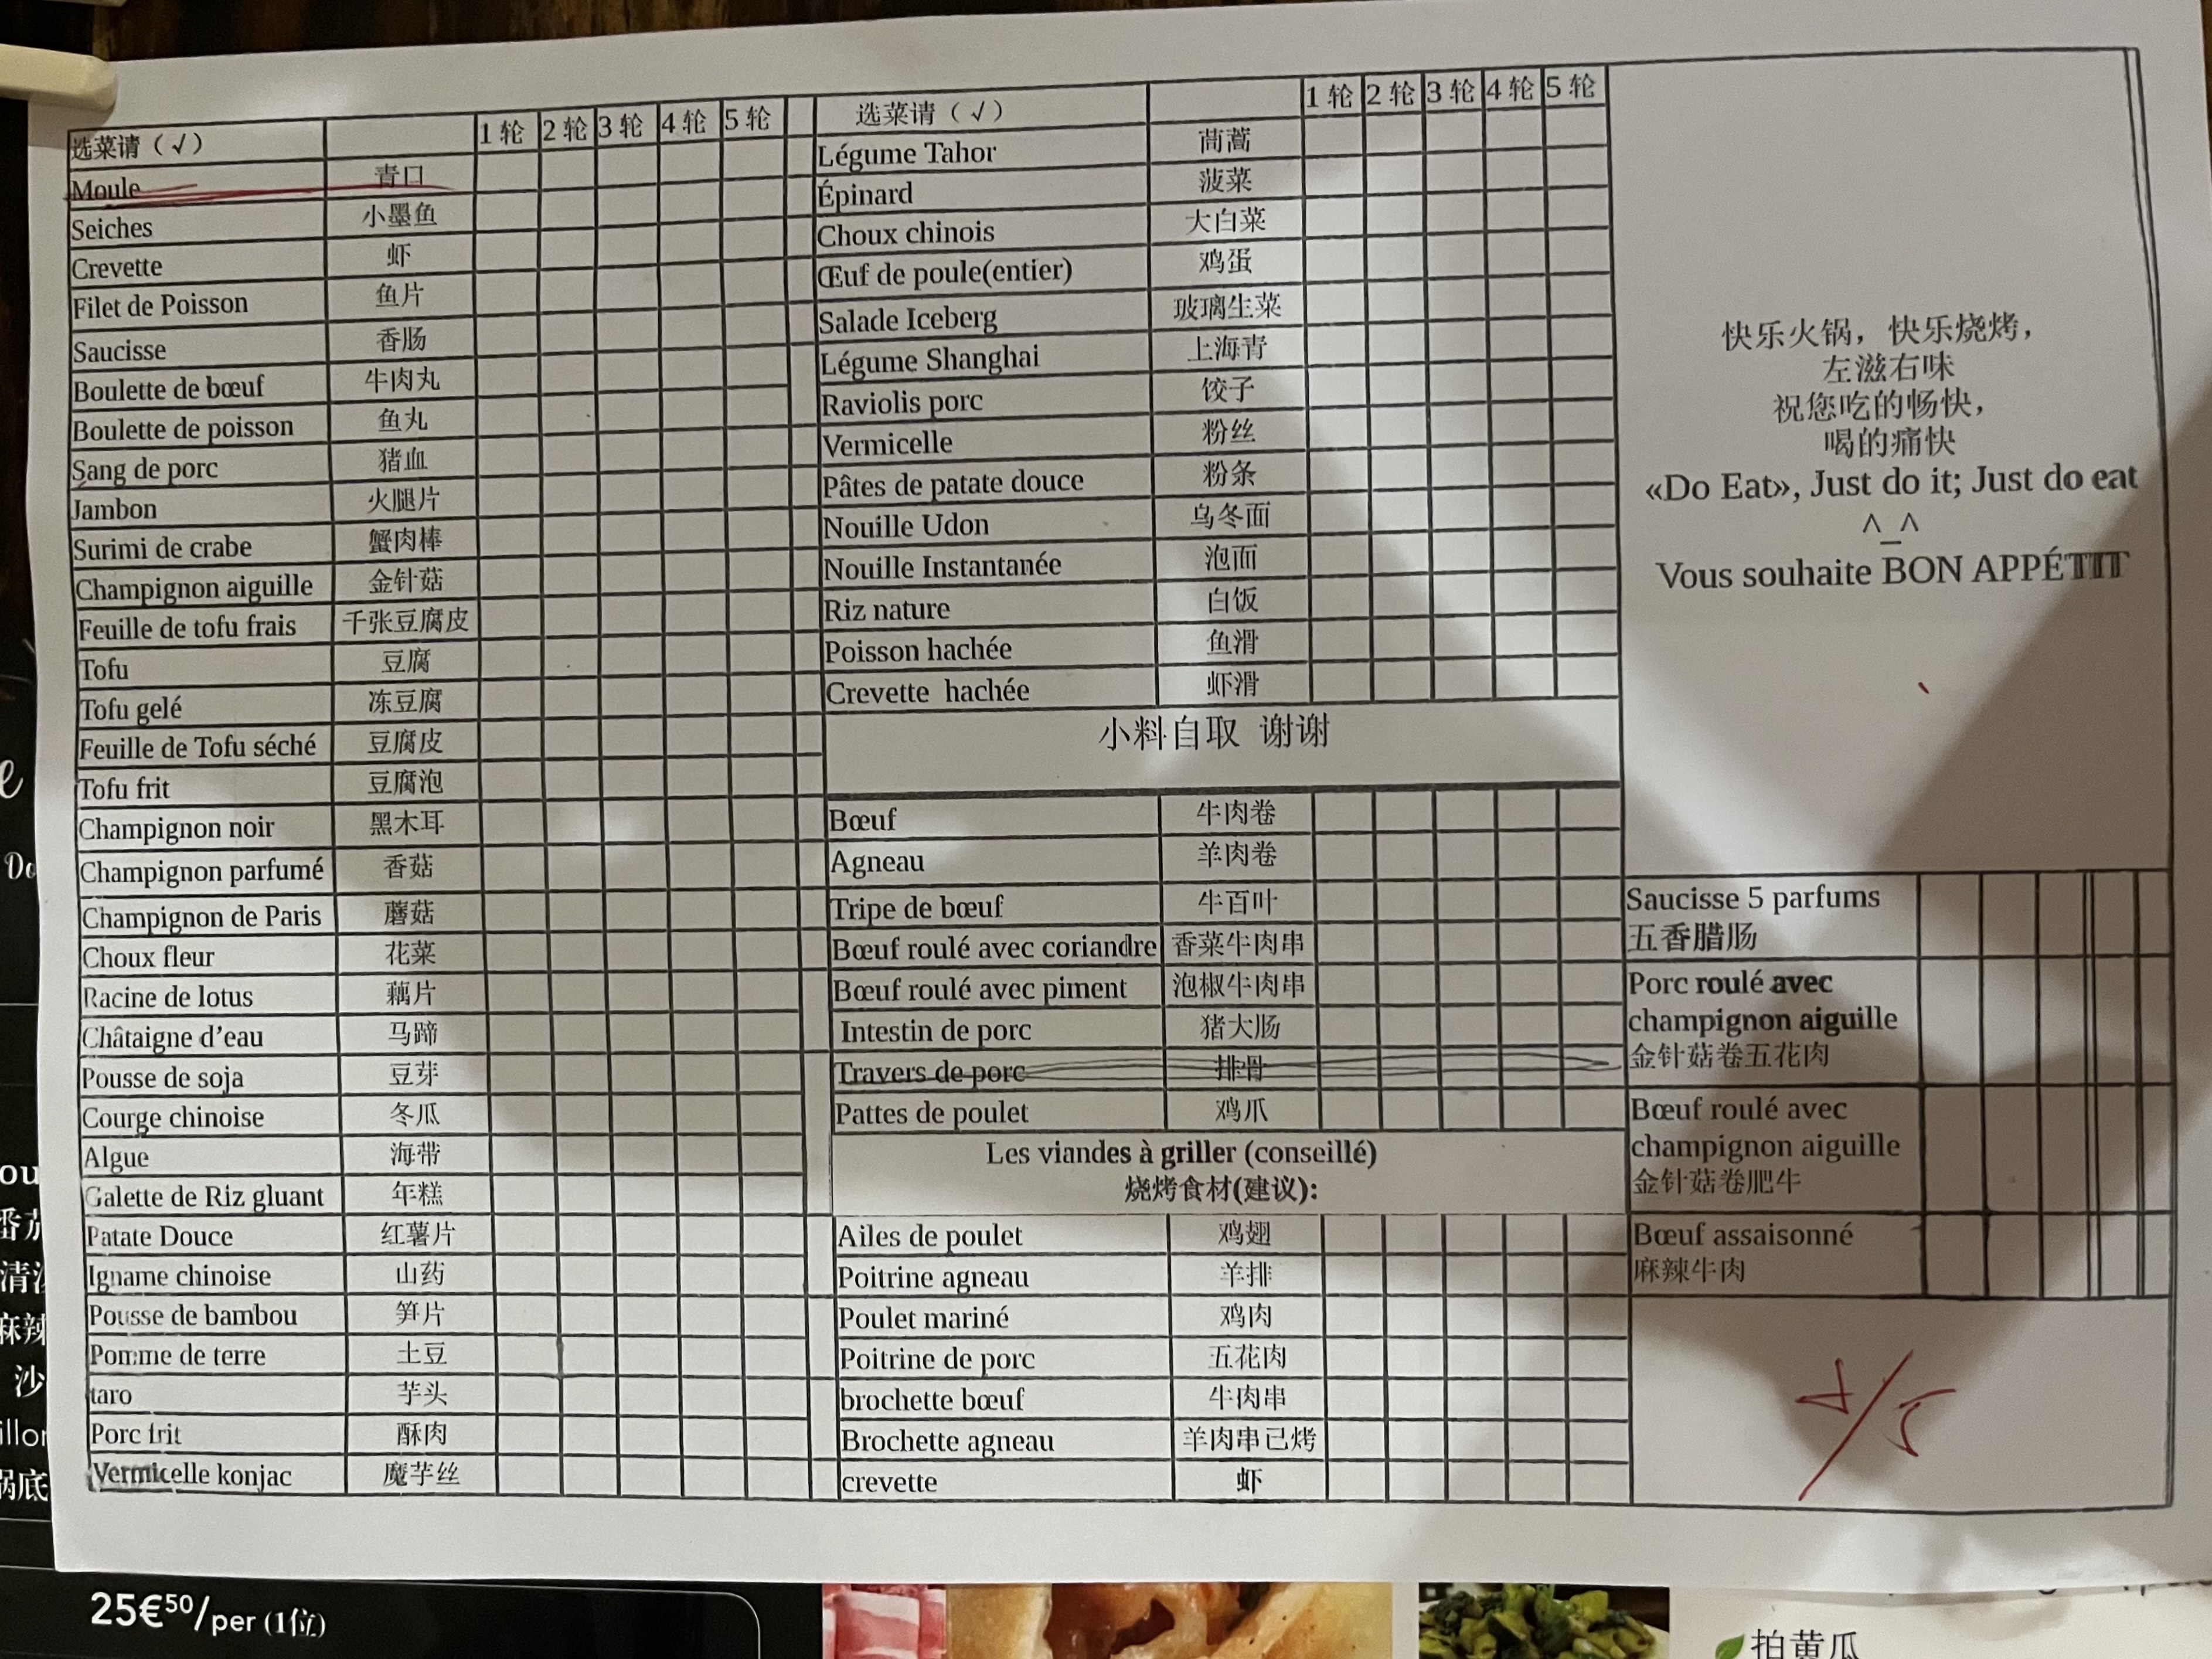 选菜请（√） 1轮 2轮 3轮 4轮 5轮
Moule 青口
Seiches 小墨鱼
Crevette 虾
Filet de Poisson 鱼片
Saucisse 香肠
Boulette de bœuf 牛肉丸
Boulette de poisson 鱼丸
Sang de porc 猪血
Jambon 火腿片
Surimi de crabe 蟹肉棒
Champignon aiguille 金针菇
Feuille de tofu frais 千张豆腐皮
Tofu 豆腐
Tofu gelé 冻豆腐
Feuille de Tofu séché 豆腐皮
Tofu frit 豆腐泡
Champignon noir 黑木耳
Champignon parfumé 香菇
Champignon de Paris 蘑菇
Choux fleur 花菜
Racine de lotus 藕片
Châtaigne d’eau 马蹄
Pousse de soja 豆芽
Courge chinoise 冬瓜
Algue 海带
Galette de Riz gluant 年糕
Patate Douce 红薯片
Igname chinoise 山药
Pousse de bambou 笋片
Pomme de terre 土豆
taro 芋头
Porc frit 酥肉
Vermicelle konjac 魔芋丝
选菜请（√） 1轮 2轮 3轮 4轮 5轮
Légume Tahor 茼蒿
Épinard 菠菜
Choux chinois 大白菜
Œuf de poule(entier) 鸡蛋
Salade Iceberg 玻璃生菜
Légume Shanghai 上海青
Raviolis porc 饺子
Vermicelle 粉丝
Pâtes de patate douce 粉条
Nouille Udon 乌冬面
Nouille Instantanée 泡面
Riz nature 白饭
Poisson hachée 鱼滑
Crevette hachée 虾滑
小料自取 谢谢
Bœuf 牛肉卷
Agneau 羊肉卷
Tripe de bœuf 牛百叶
Bœuf roulé avec coriandre 香菜牛肉串
Bœuf roulé avec piment 泡椒牛肉串
Intestin de porc 猪大肠
Travers de porc 排骨
Pattes de poulet 鸡爪
Les viandes à griller (conseillé)
烧烤食材(建议):
Ailes de poulet 鸡翅
Poitrine agneau 羊排
Poulet mariné 鸡肉
Poitrine de porc 五花肉
brochette bœuf 牛肉串
Brochette agneau 羊肉串已烤
crevette 虾
快乐火锅，快乐烧烤，
左滋右味
祝您吃的畅快，
喝的痛快
«Do Eat», Just do it; Just do eat
^_^
Vous souhaite BON APPÉTIT
Saucisse 5 parfums
五香腊肠
Porc roulé avec
champignon aiguille
金针菇卷五花肉
Bœuf roulé avec
champignon aiguille
金针菇卷肥牛
Bœuf assaisonné
麻辣牛肉
25€50/per (1位)
拍黄瓜